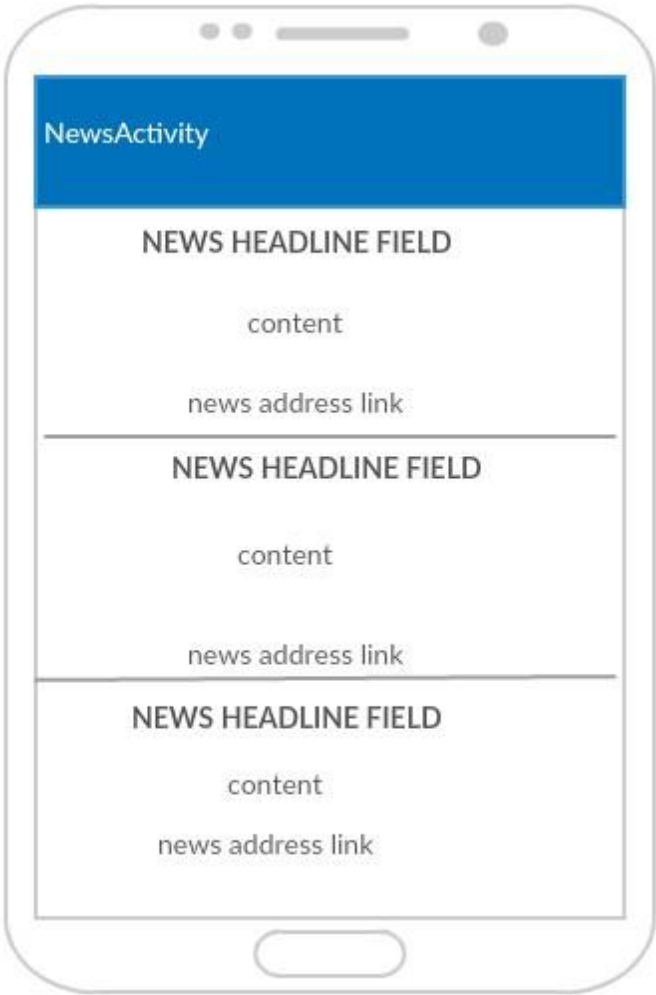 NewsActivity
NEWS HEADLINE FIELD
content
news address link
NEWS HEADLINE FIELD
content
news address link
NEWS HEADLINE FIELD
content
news address link